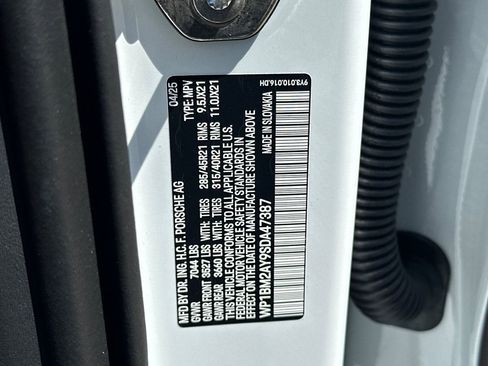 MFD BY DR. ING. H.C. F. PORSCHE AG 04/25
GVWR 7044 LBS TYPE: MPV
GAWR FRONT 3527 LBS WITH: TIRES 285/45R21 RIMS 9.5JX21
GAWR REAR 3660 LBS WITH: TIRES 315/40R21 RIMS 11.0JX21
THIS VEHICLE CONFORMS TO ALL APPLICABLE U.S.
FEDERAL MOTOR VEHICLE SAFETY STANDARDS IN
EFFECT ON THE DATE OF MANUFACTURE SHOWN ABOVE
WP1BM2AY9SDA47387 MADE IN SLOVAKIA
9Y3.010.016.DH